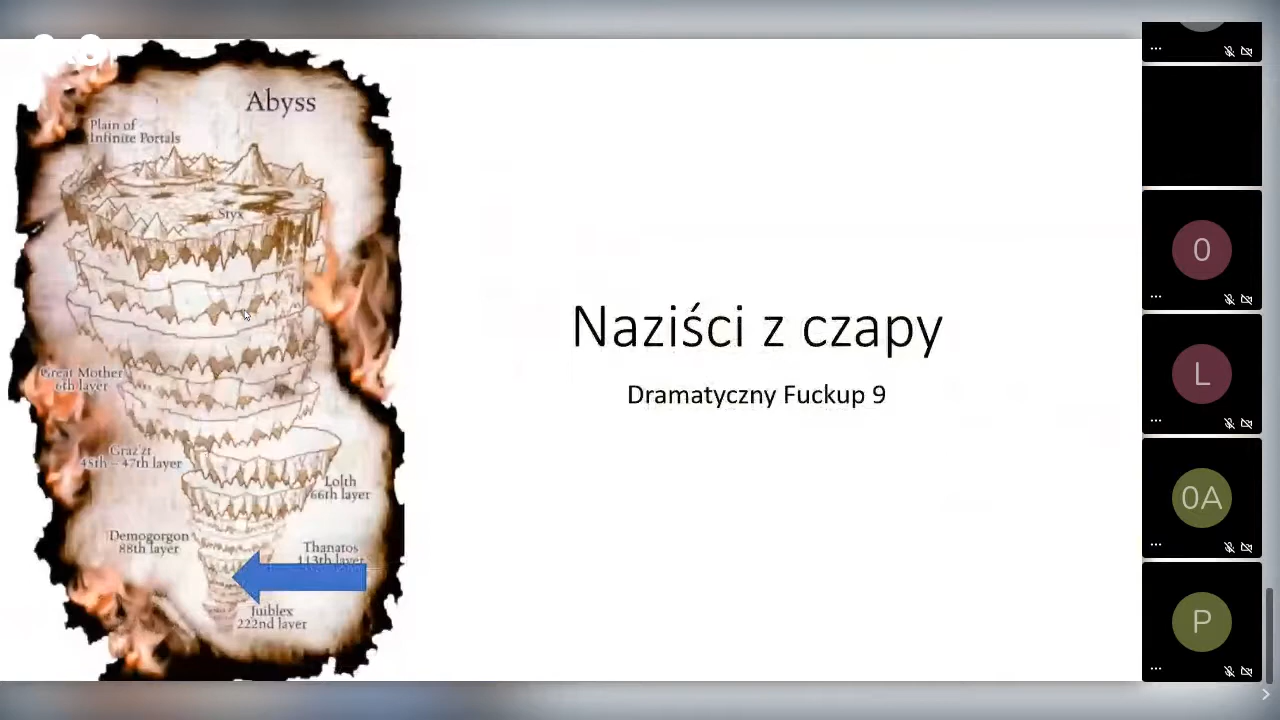 Abyss
Plain of
Infinite Portals
Styx
Great Mother
6th layer
Graz'zt
45th - 47th layer
Lolth
66th layer
Demogorgon
88th layer
Thanatos
113th layer
Juiblex
222nd layer
Naziści z czapy
Dramatyczny Fuckup 9
0
L
0A
P